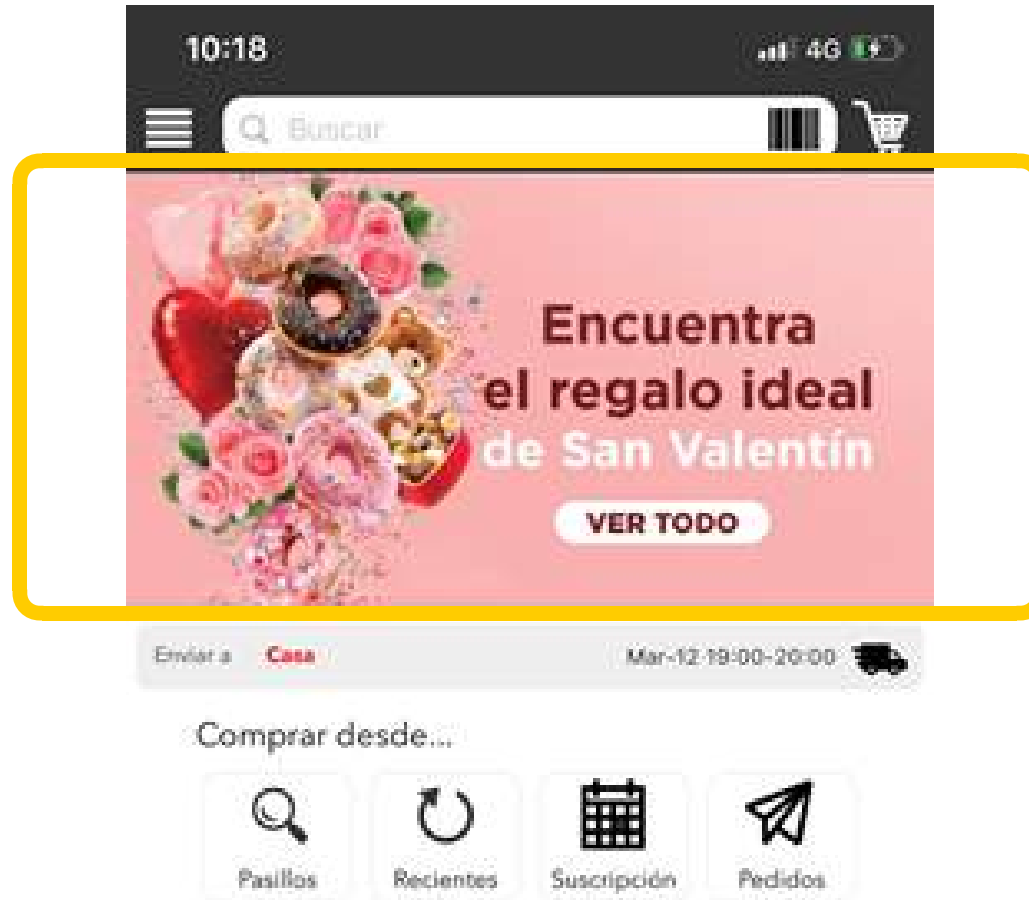 10:18
4G
Buscar
Encuentra
el regalo ideal
de San Valentín
VER TODO
Enviar a Casa
Mar-12 19:00-20:00
Comprar desde...
Pasillos
Recientes
Suscripción
Pedidos